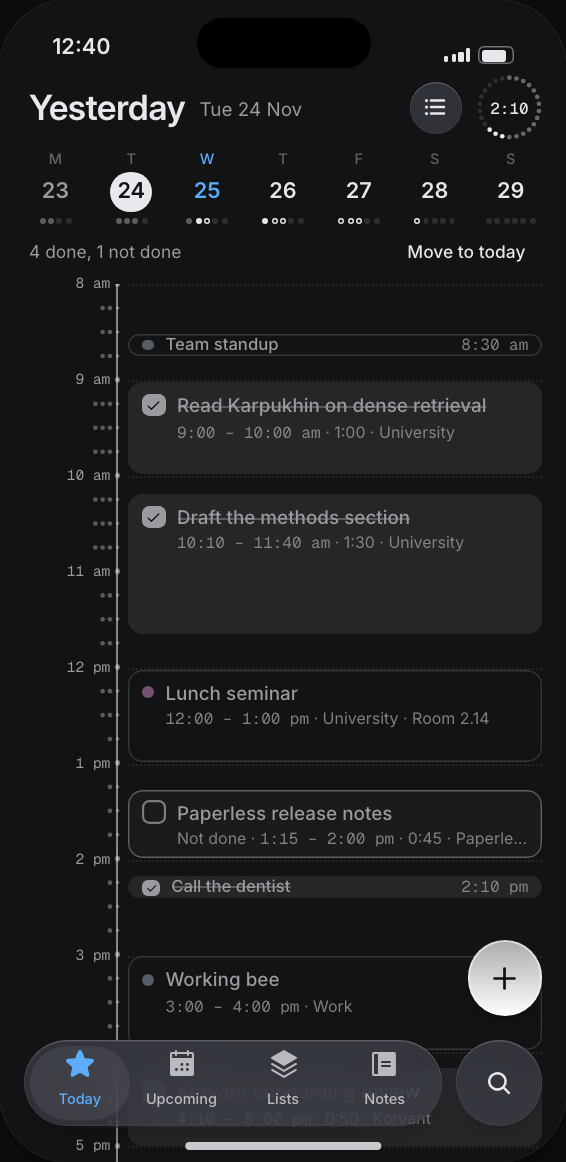 12:40
Yesterday Tue 24 Nov
2:10
M T W T F S S
23 24 25 26 27 28 29
4 done, 1 not done Move to today
8 am
Team standup 8:30 am
9 am
Read Karpukhin on dense retrieval
9:00 – 10:00 am · 1:00 · University
10 am
Draft the methods section
10:10 – 11:40 am · 1:30 · University
11 am
12 pm
Lunch seminar
12:00 – 1:00 pm · University · Room 2.14
1 pm
Paperless release notes
Not done · 1:15 – 2:00 pm · 0:45 · Paperle...
2 pm
Call the dentist 2:10 pm
3 pm
Working bee
3:00 – 4:00 pm · Work
Korvant onboarding review
4:10 – 5:00 pm · 0:50 · Korvant
Today Upcoming Lists Notes
5 pm